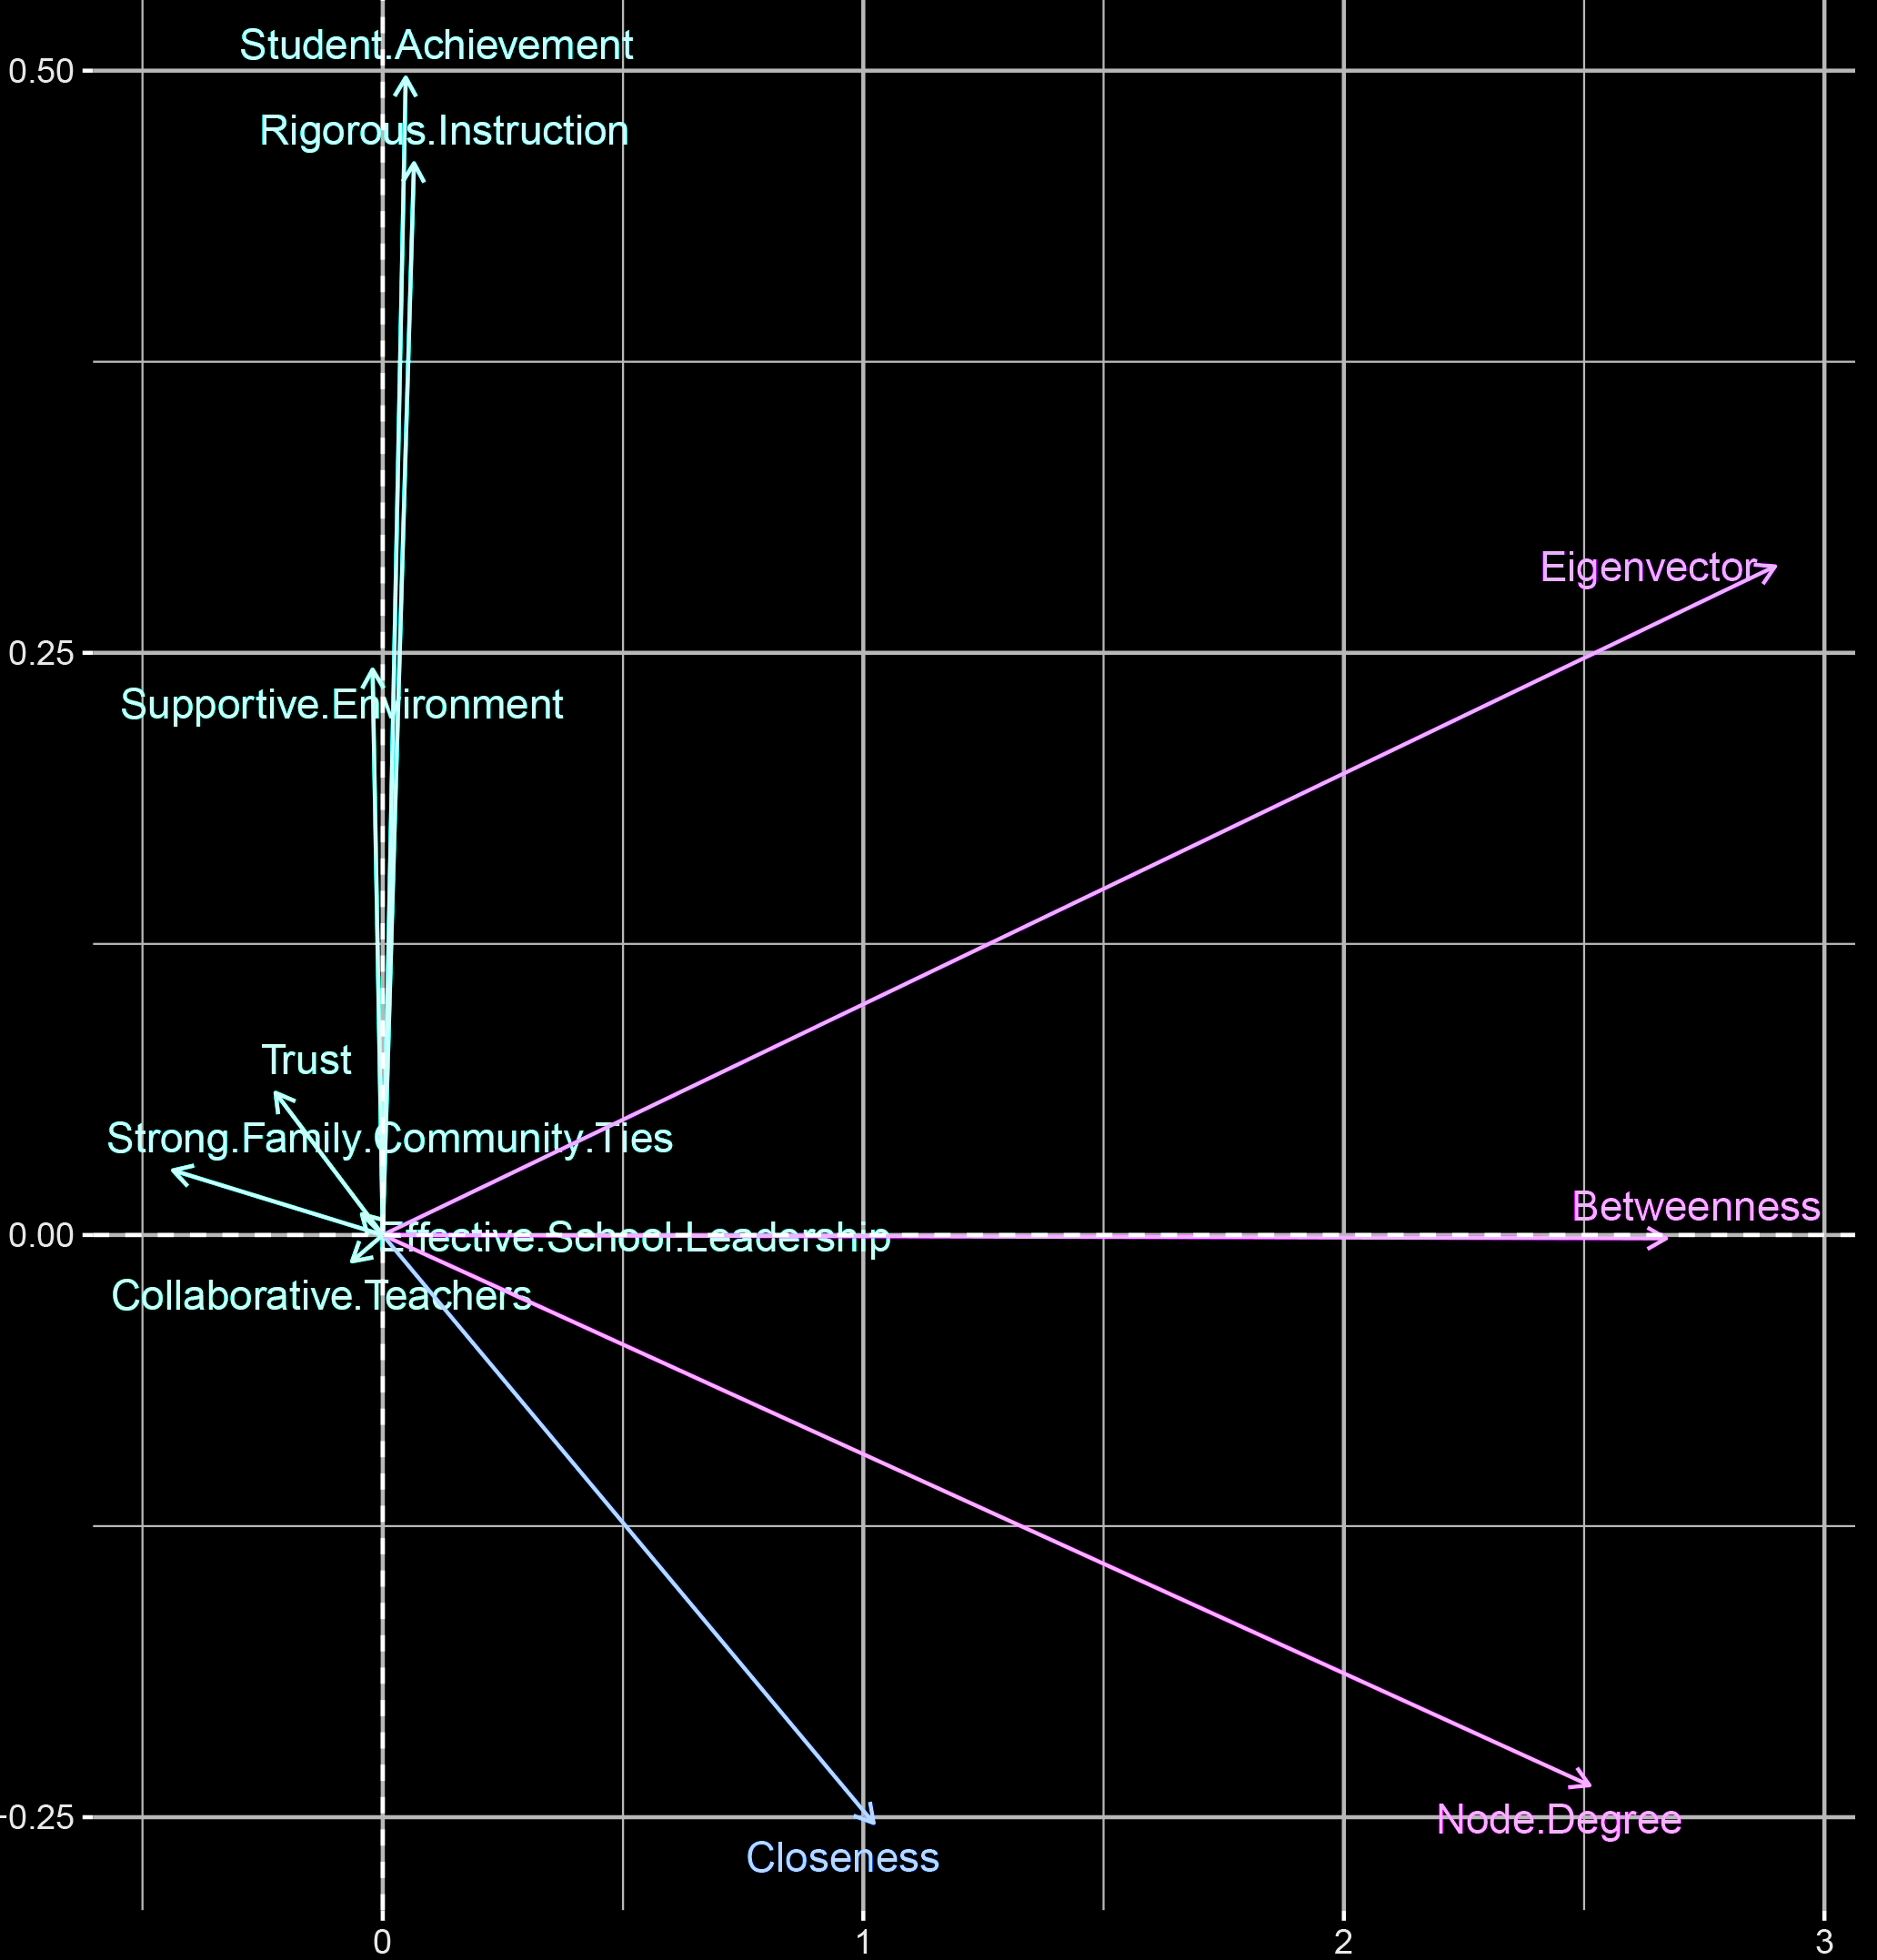 Student.Achievement
0.50
Rigorous.Instruction
Eigenvector
0.25
Supportive.Environment
Trust
Strong.Family.Community.Ties
Betweenness
0.00
Effective.School.Leadership
Collaborative.Teachers
-0.25
Node.Degree
Closeness
0
1
2
3